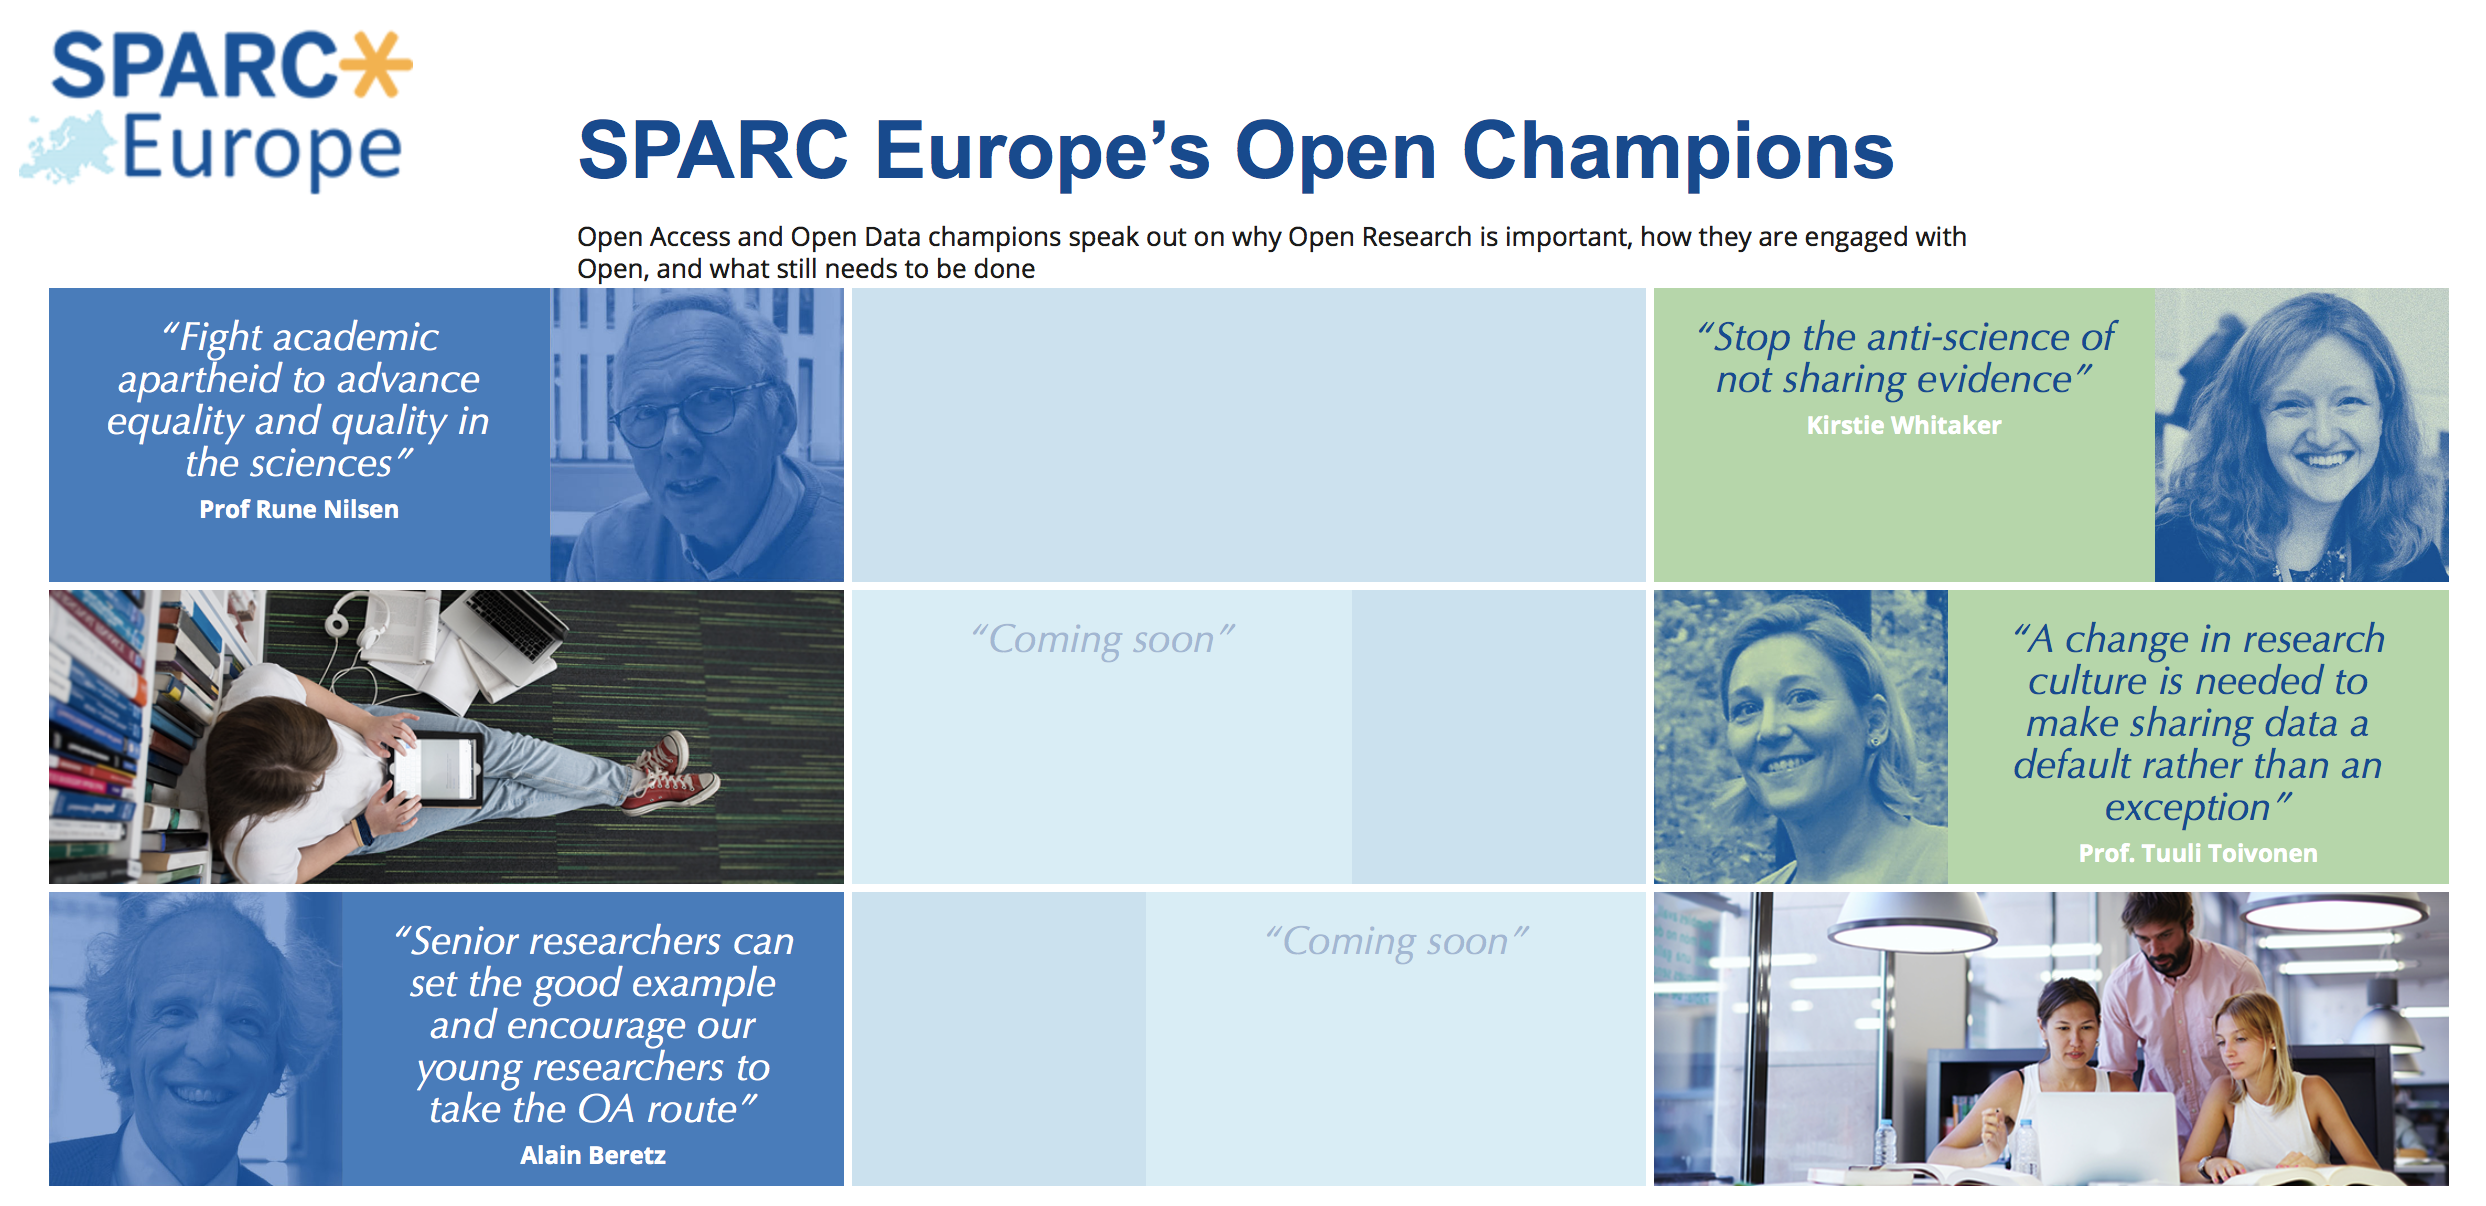 SPARC
Europe
SPARC Europe’s Open Champions
Open Access and Open Data champions speak out on why Open Research is important, how they are engaged with
Open, and what still needs to be done
“Fight academic
apartheid to advance
equality and quality in
the sciences”
Prof Rune Nilsen
“Stop the anti-science of
not sharing evidence”
Kirstie Whitaker
“Coming soon”
“A change in research
culture is needed to
make sharing data a
default rather than an
exception”
Prof. Tuuli Toivonen
“Senior researchers can
set the good example
and encourage our
young researchers to
take the OA route”
Alain Beretz
“Coming soon”